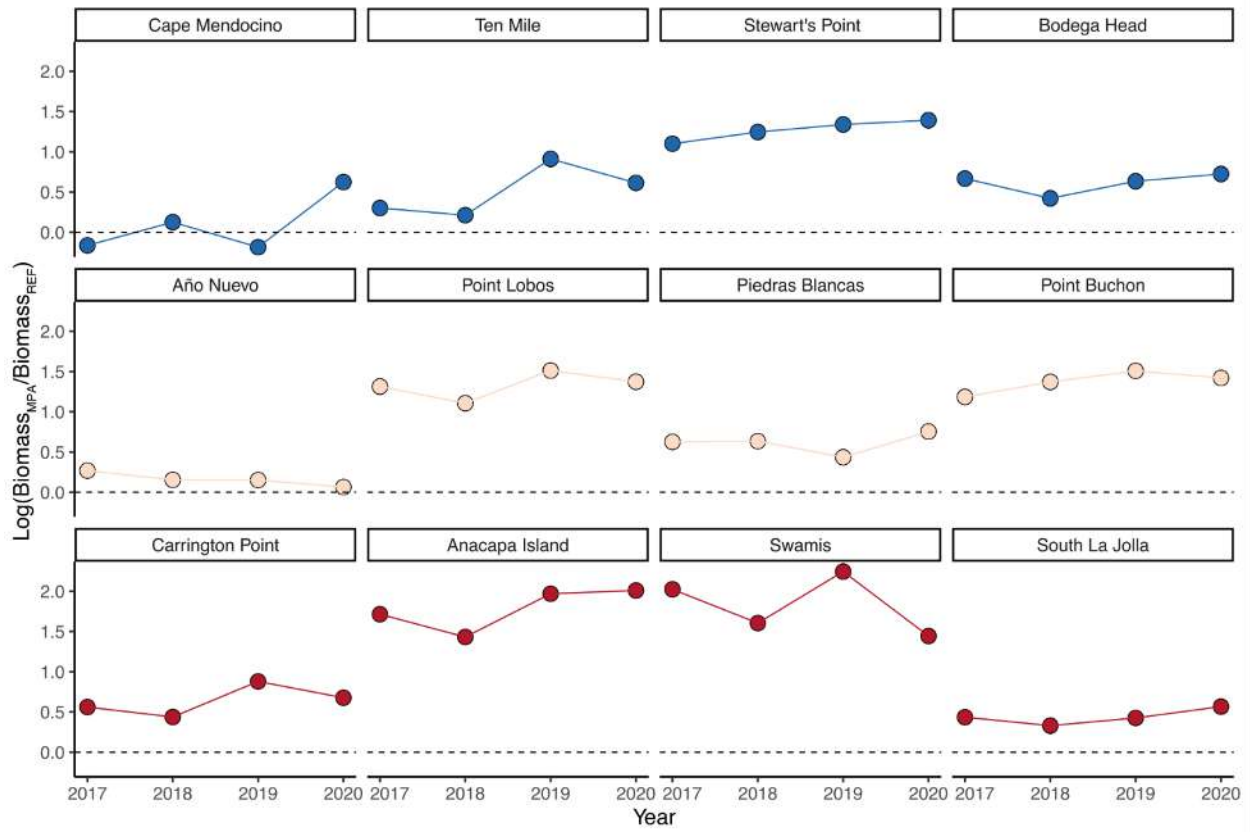 Cape Mendocino Ten Mile Stewart's Point Bodega Head
2.0
1.5
1.0
0.5
0.0
Año Nuevo Point Lobos Piedras Blancas Point Buchon
2.0
1.5
1.0
0.5
0.0
Log(Biomass_MPA/Biomass_REF)
Carrington Point Anacapa Island Swamis South La Jolla
2.0
1.5
1.0
0.5
0.0
2017 2018 2019 2020 2017 2018 2019 2020 2017 2018 2019 2020 2017 2018 2019 2020
Year